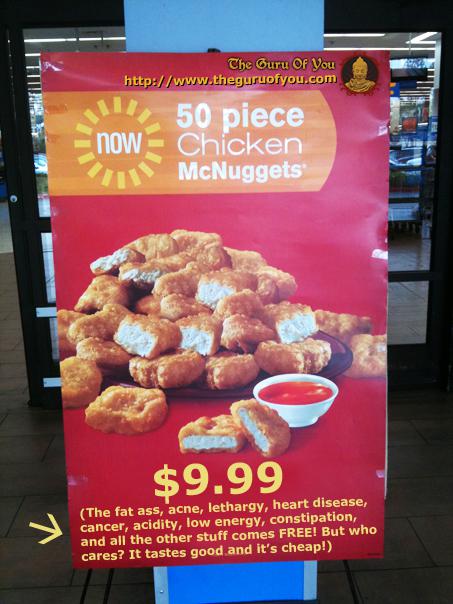 The Guru Of You
http://www.theguruofyou.com
now
50 piece
Chicken
McNuggets®
$9.99
(The fat ass, acne, lethargy, heart disease,
cancer, acidity, low energy, constipation,
and all the other stuff comes FREE! But who
cares? It tastes good and it's cheap!)